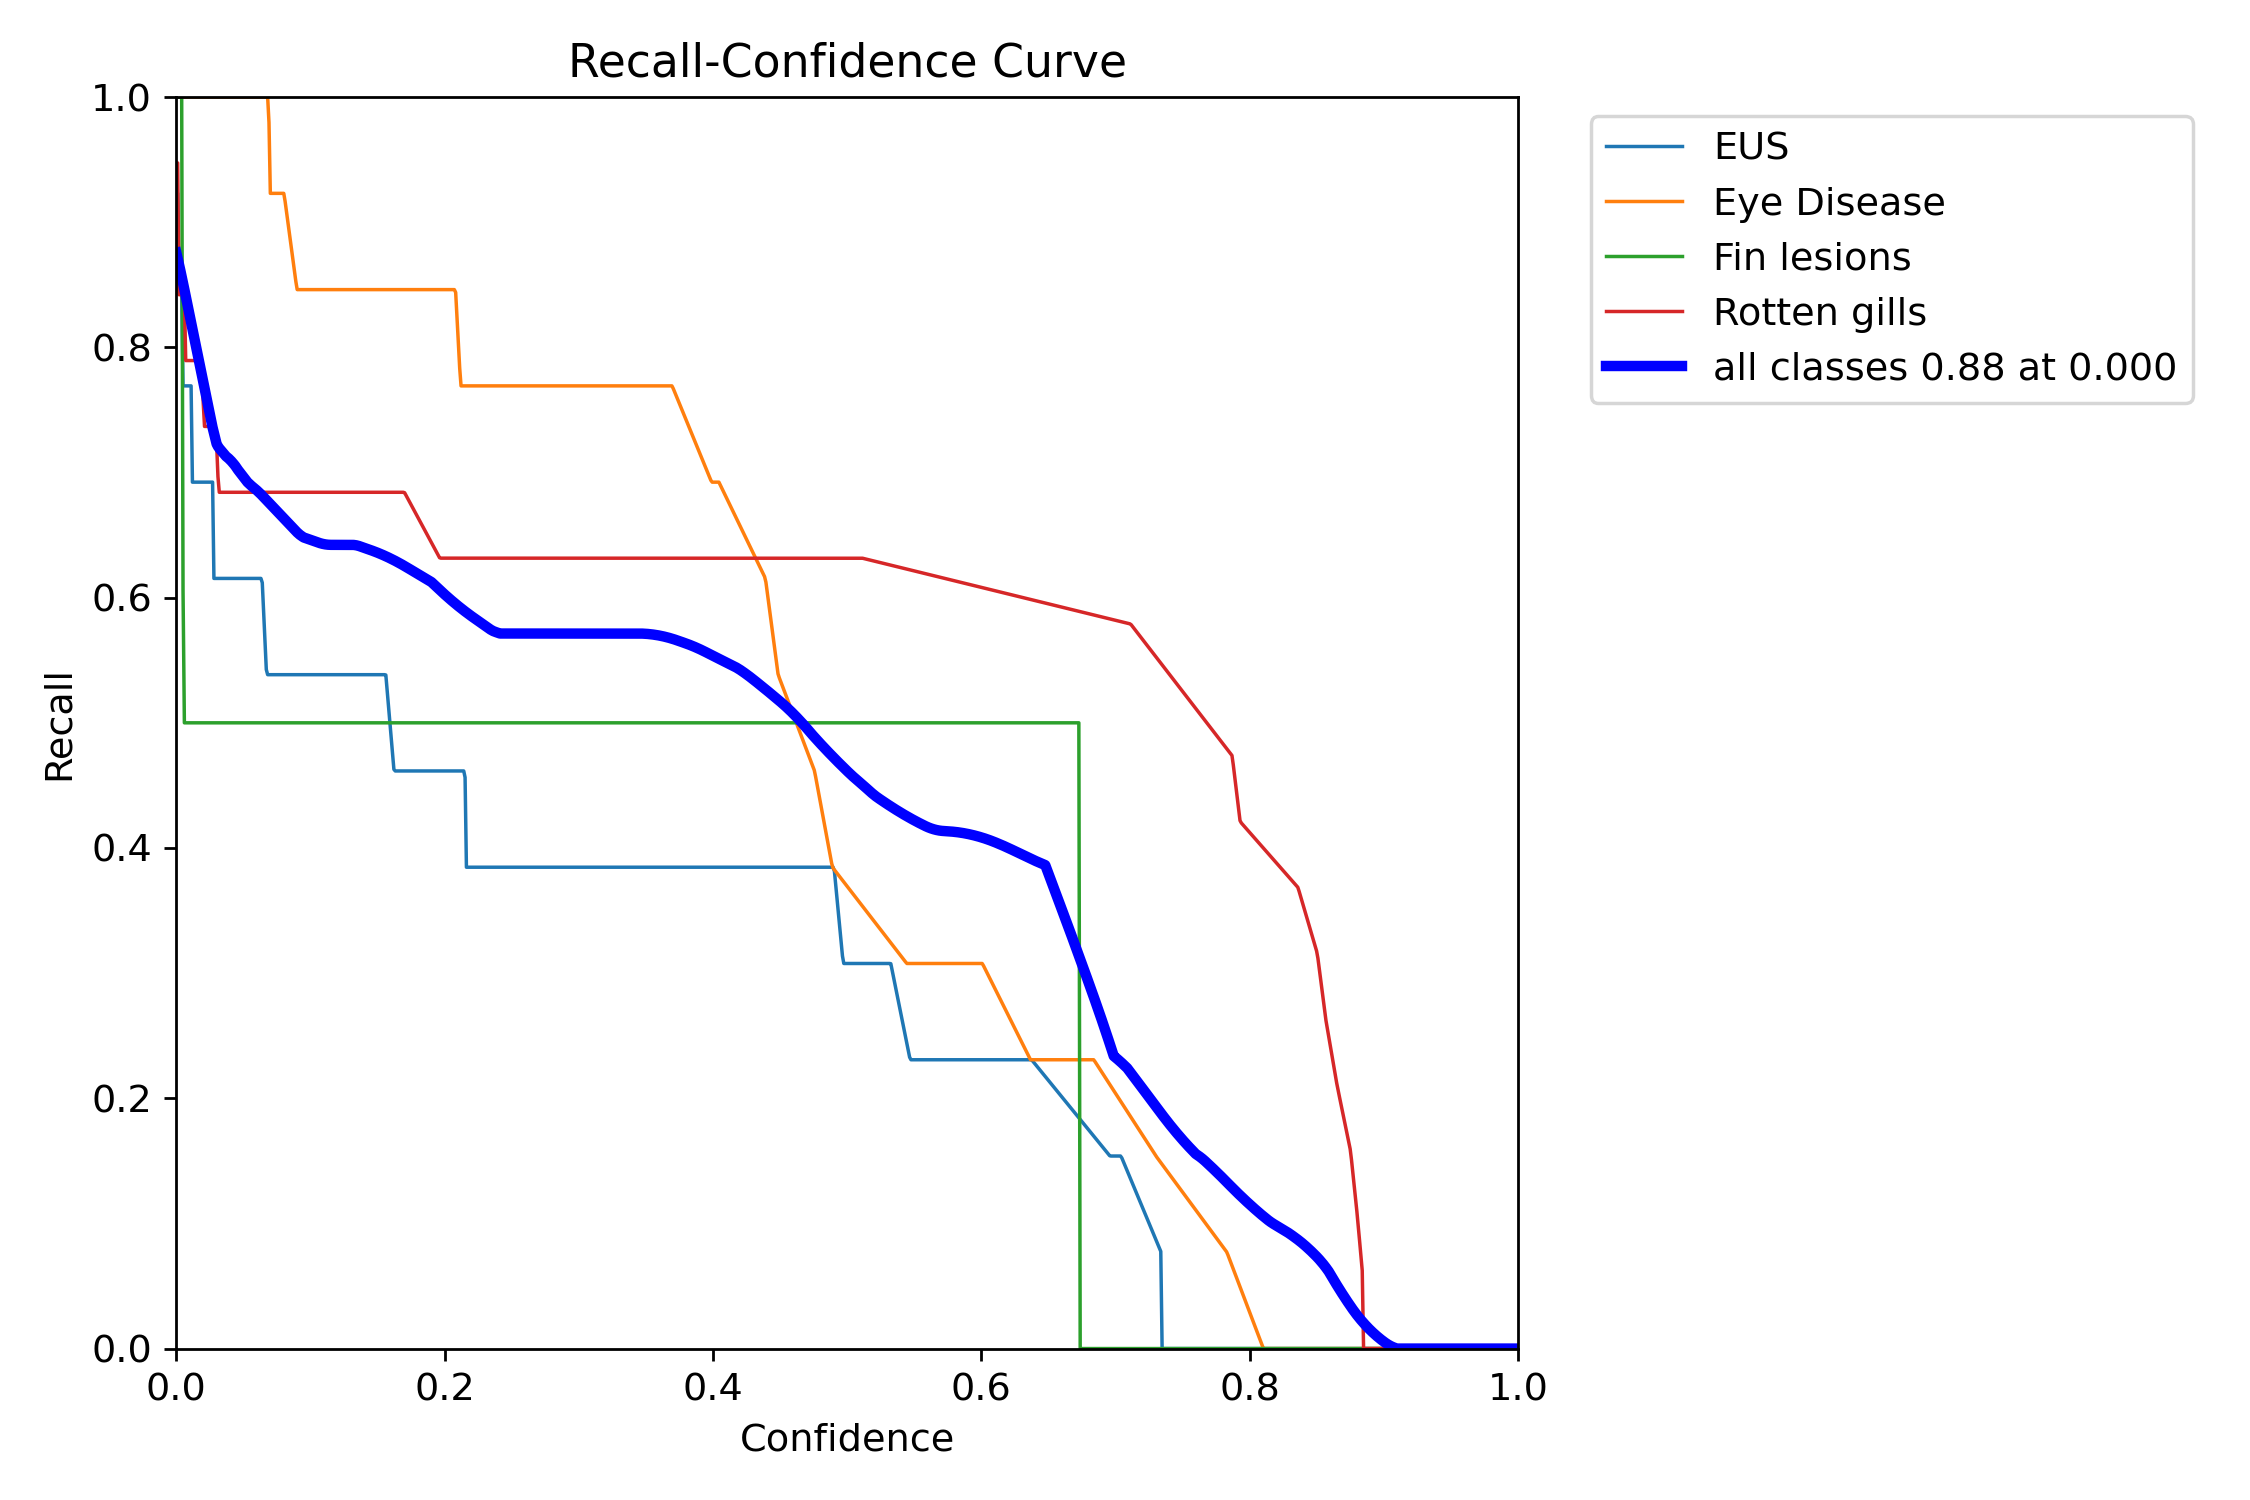 Recall-Confidence Curve
1.0
0.8
0.6
0.4
0.2
0.0
Recall
0.0 0.2 0.4 0.6 0.8 1.0
Confidence
EUS
Eye Disease
Fin lesions
Rotten gills
all classes 0.88 at 0.000